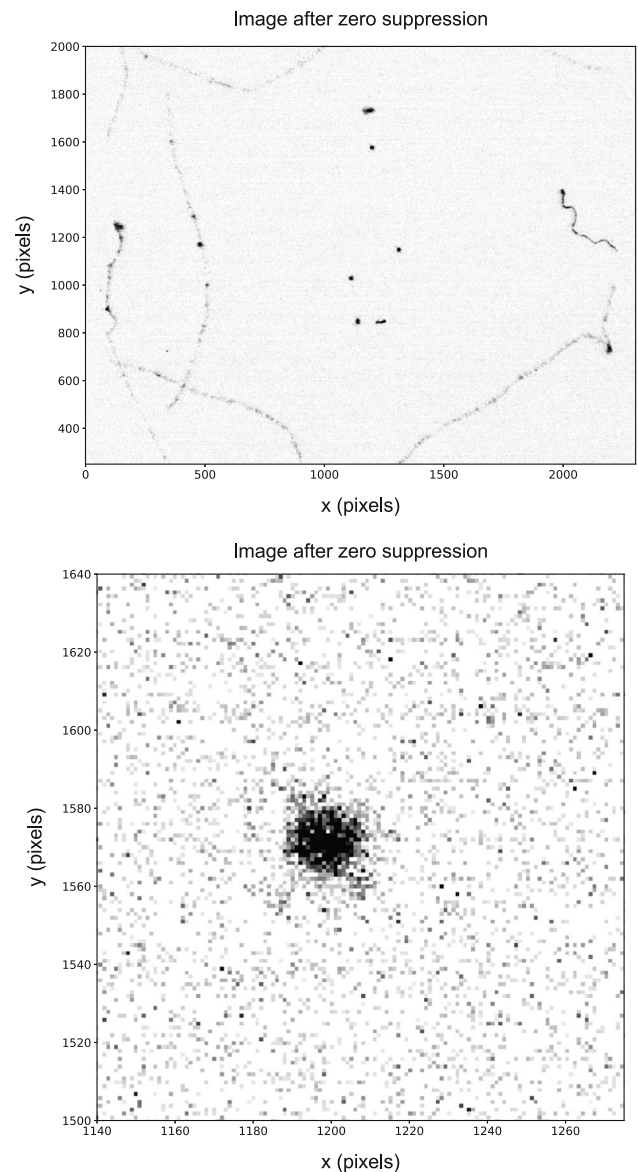 Image after zero suppression
2000
1800
1600
1400
1200
1000
800
600
400
y (pixels)
0 500 1000 1500 2000
x (pixels)
Image after zero suppression
1640
1620
1600
1580
1560
1540
1520
1500
y (pixels)
1140 1160 1180 1200 1220 1240 1260
x (pixels)